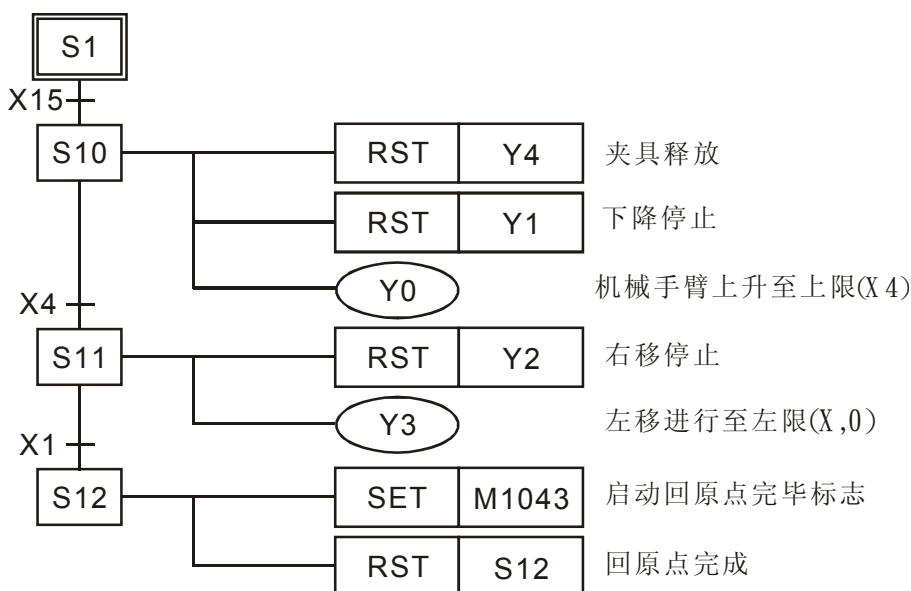 S1
X15
S10 RST Y4 夹具释放
RST Y1 下降停止
Y0 机械手臂上升至上限(X4)
X4
S11 RST Y2 右移停止
Y3 左移进行至左限(X,0)
X1
S12 SET M1043 启动回原点完毕标志
RST S12 回原点完成